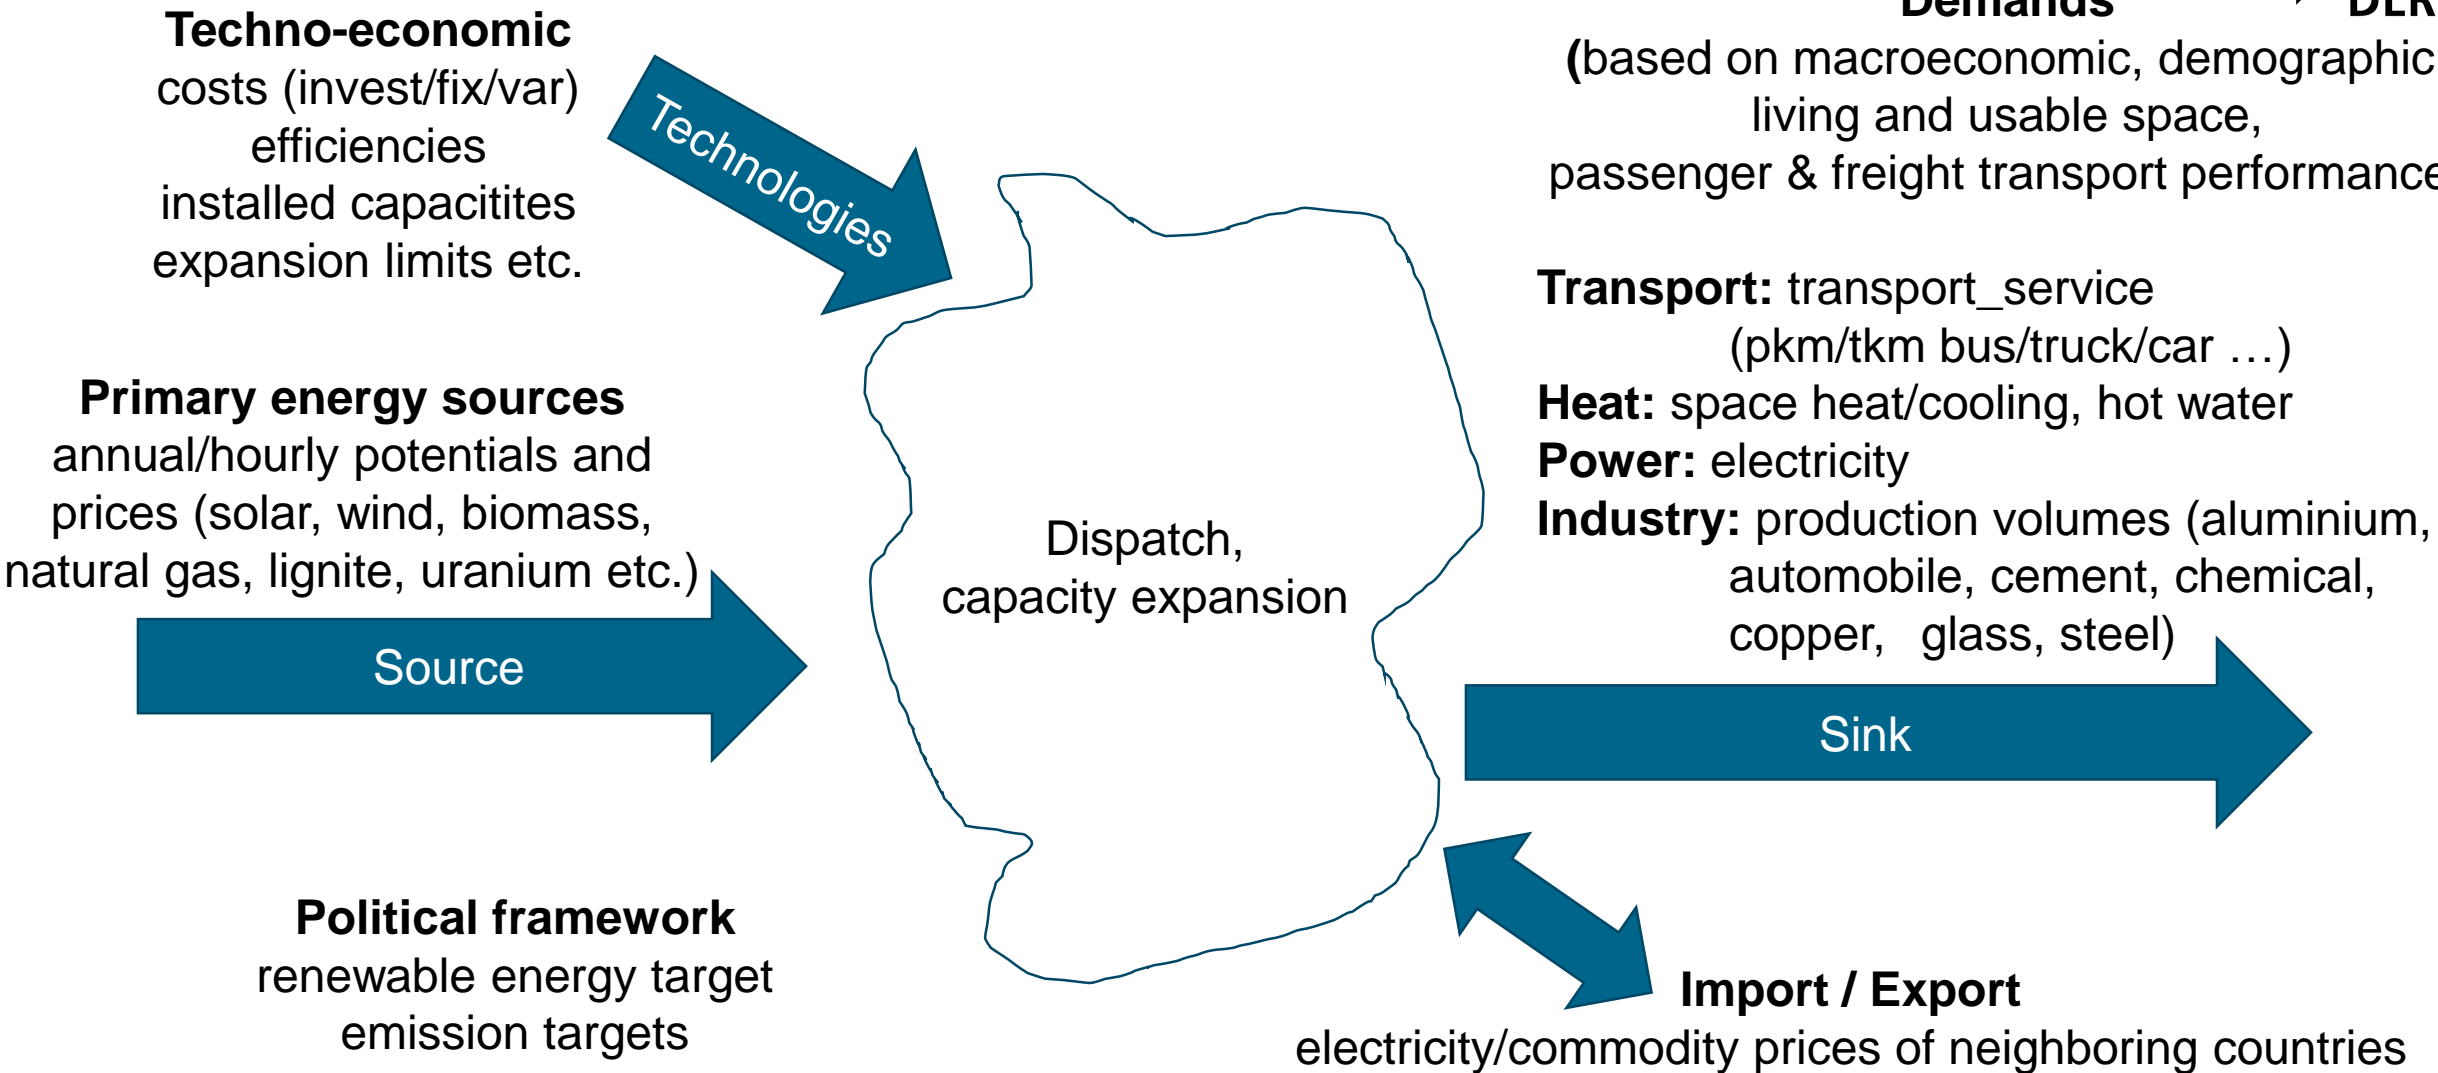 Techno-economic
costs (invest/fix/var)
efficiencies
installed capacitites
expansion limits etc.
Technologies
Primary energy sources
annual/hourly potentials and
prices (solar, wind, biomass,
natural gas, lignite, uranium etc.)
Source
Political framework
renewable energy target
emission targets
Dispatch,
capacity expansion
Demands
(based on macroeconomic, demographic
living and usable space,
passenger & freight transport performance
Transport: transport_service
(pkm/tkm bus/truck/car …)
Heat: space heat/cooling, hot water
Power: electricity
Industry: production volumes (aluminium,
automobile, cement, chemical,
copper, glass, steel)
Sink
Import / Export
electricity/commodity prices of neighboring countries